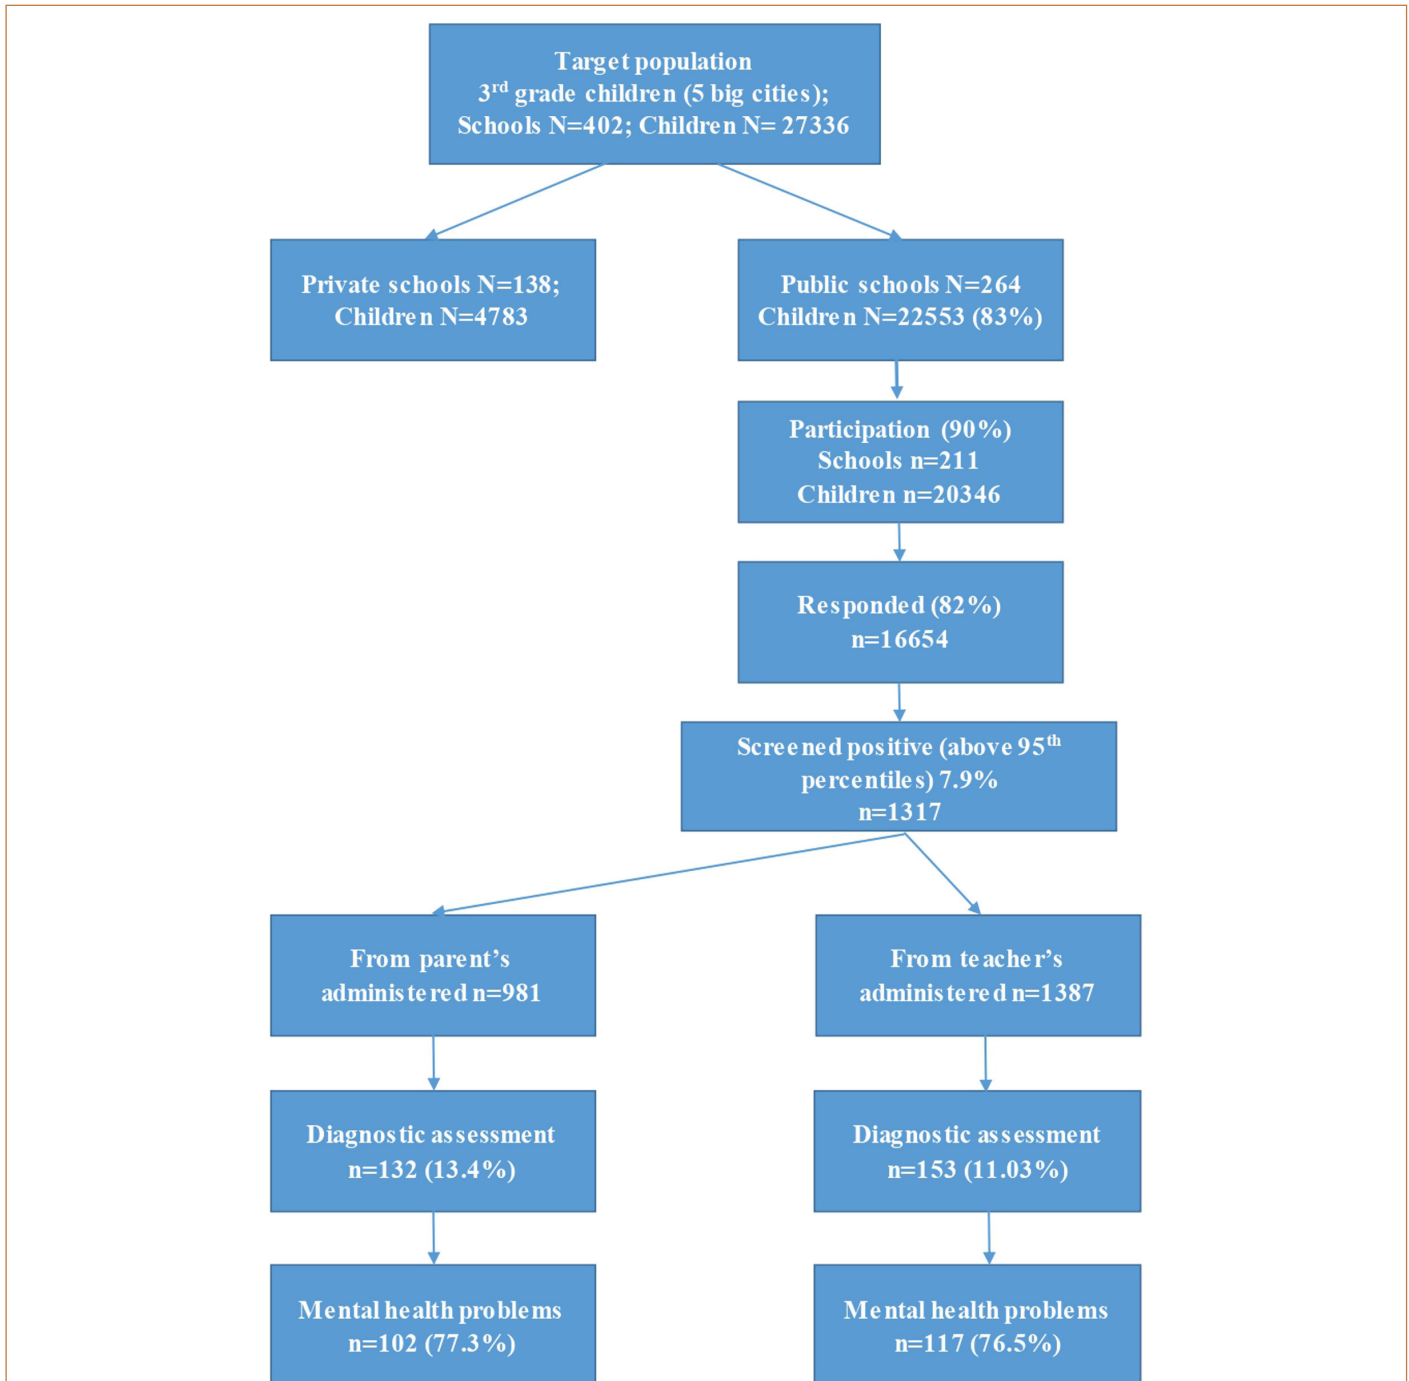 Target population
3rd grade children (5 big cities);
Schools N=402; Children N= 27336
Private schools N=138;
Children N=4783
Public schools N=264
Children N=22553 (83%)
Participation (90%)
Schools n=211
Children n=20346
Responded (82%)
n=16654
Screened positive (above 95th
percentiles) 7.9%
n=1317
From parent’s
administered n=981
From teacher’s
administered n=1387
Diagnostic assessment
n=132 (13.4%)
Diagnostic assessment
n=153 (11.03%)
Mental health problems
n=102 (77.3%)
Mental health problems
n=117 (76.5%)